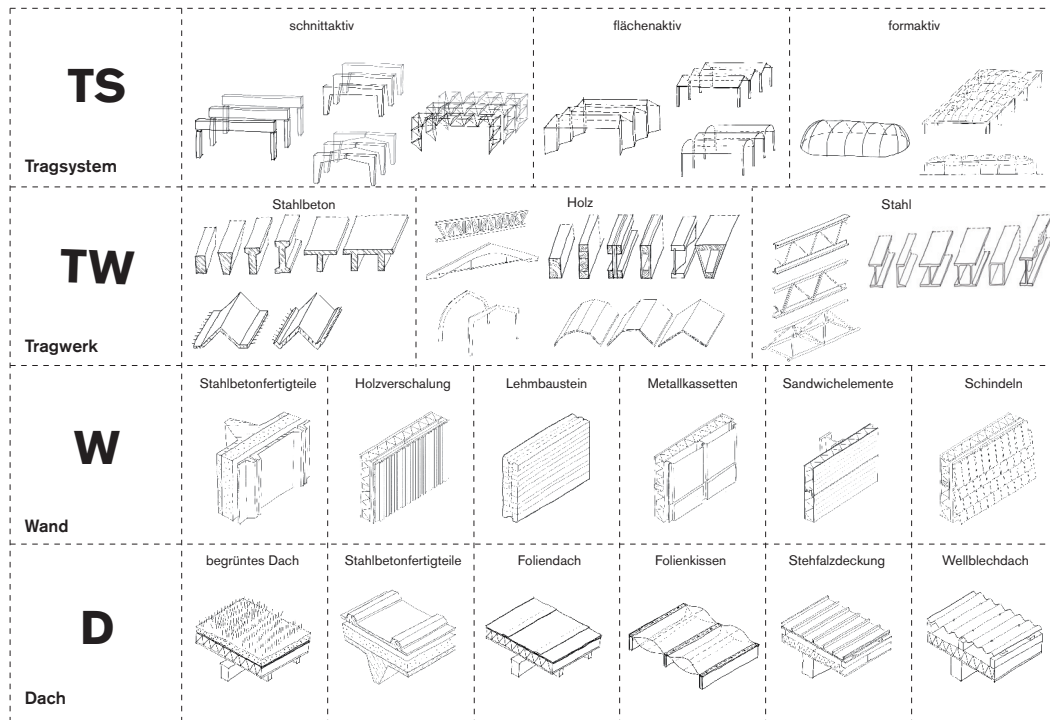 schnittaktiv
flächenaktiv
formaktiv
TS
Tragsystem
Stahlbeton
Holz
Stahl
TW
Tragwerk
Stahlbetonfertigteile
Holzverschalung
Lehmbaustein
Metallkassetten
Sandwichelemente
Schindeln
W
Wand
begrüntes Dach
Stahlbetonfertigteile
Foliendach
Folienkissen
Stehfalzdeckung
Wellblechdach
D
Dach